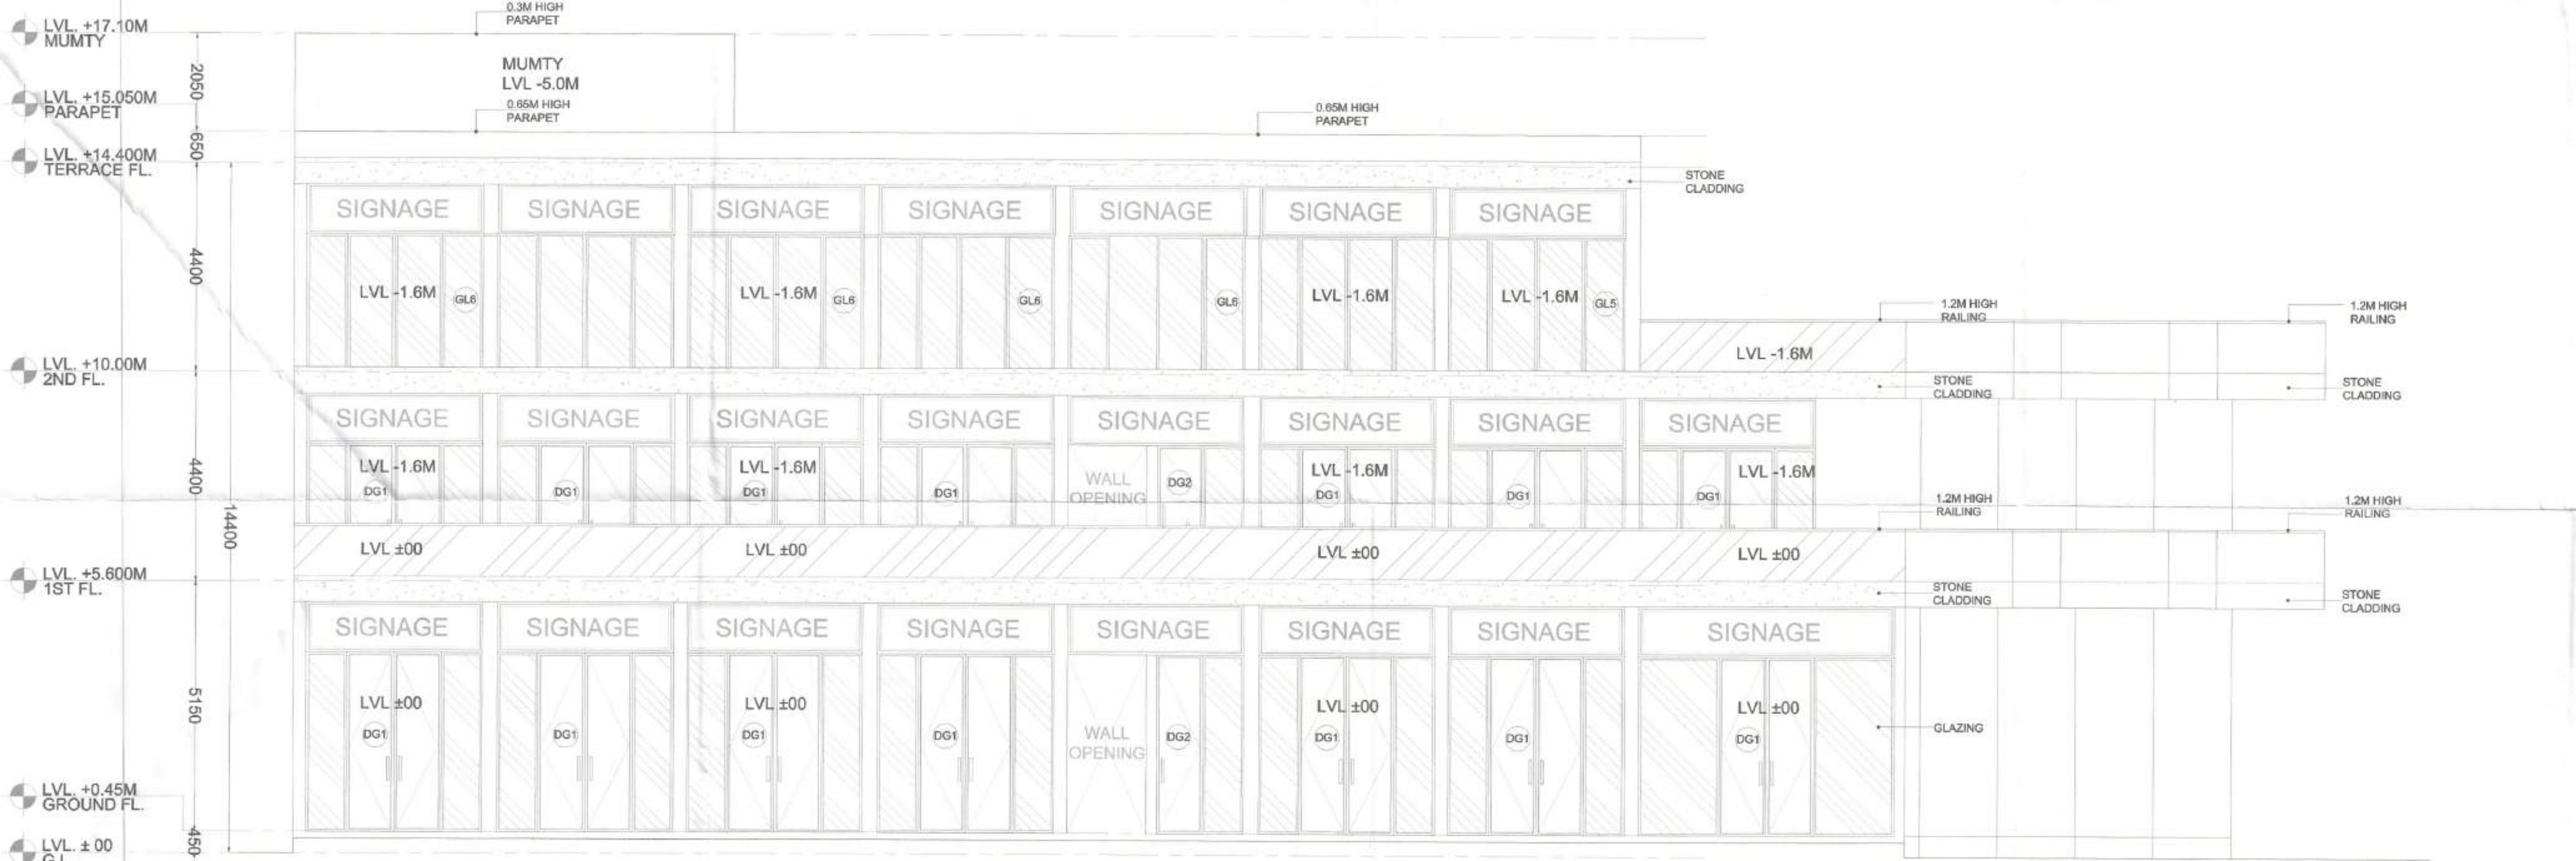 0.3M HIGH
PARAPET
LVL. +17.10M
MUMTY
MUMTY
LVL -5.0M
2050
LVL. +15.050M
PARAPET
0.65M HIGH
PARAPET
0.65M HIGH
PARAPET
650
LVL. +14.400M
TERRACE FL.
STONE
CLADDING
SIGNAGE SIGNAGE SIGNAGE SIGNAGE SIGNAGE SIGNAGE SIGNAGE
4400
LVL -1.6M GL6 LVL -1.6M GL6 GL6 GL6 LVL -1.6M LVL -1.6M GL5
1.2M HIGH
RAILING
1.2M HIGH
RAILING
LVL -1.6M
LVL. +10.00M
2ND FL.
STONE
CLADDING
STONE
CLADDING
SIGNAGE SIGNAGE SIGNAGE SIGNAGE SIGNAGE SIGNAGE SIGNAGE SIGNAGE
4400
LVL -1.6M LVL -1.6M LVL -1.6M LVL -1.6M
DG1 DG1 DG1 DG1 WALL
OPENING DG2 DG1 DG1 DG1
1.2M HIGH
RAILING
1.2M HIGH
RAILING
14400
LVL ±00 LVL ±00 LVL ±00 LVL ±00
LVL. +5.600M
1ST FL.
STONE
CLADDING
STONE
CLADDING
SIGNAGE SIGNAGE SIGNAGE SIGNAGE SIGNAGE SIGNAGE SIGNAGE SIGNAGE
5150
LVL ±00 LVL ±00 LVL ±00 LVL ±00
DG1 DG1 DG1 DG1 WALL
OPENING DG2 DG1 DG1 DG1
GLAZING
LVL. +0.45M
GROUND FL.
450
LVL. ± 00